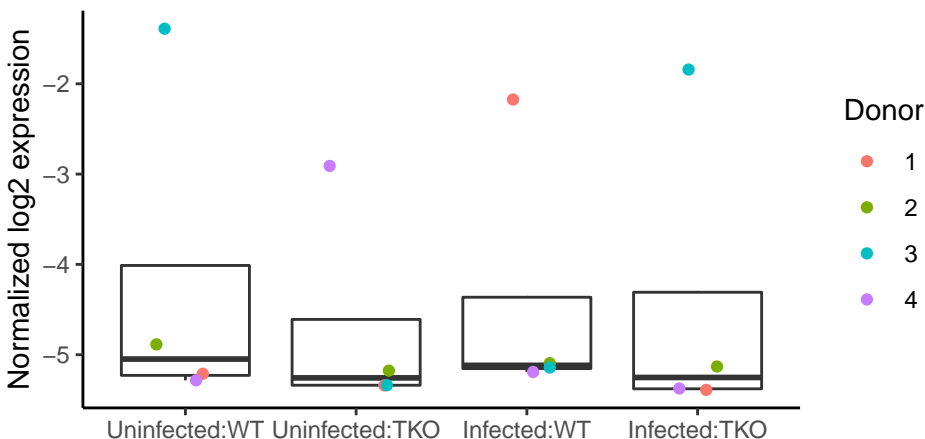 Normalized log2 expression
−2
−3
−4
−5
Uninfected:WT
Uninfected:TKO
Infected:WT
Infected:TKO
Donor
1
2
3
4